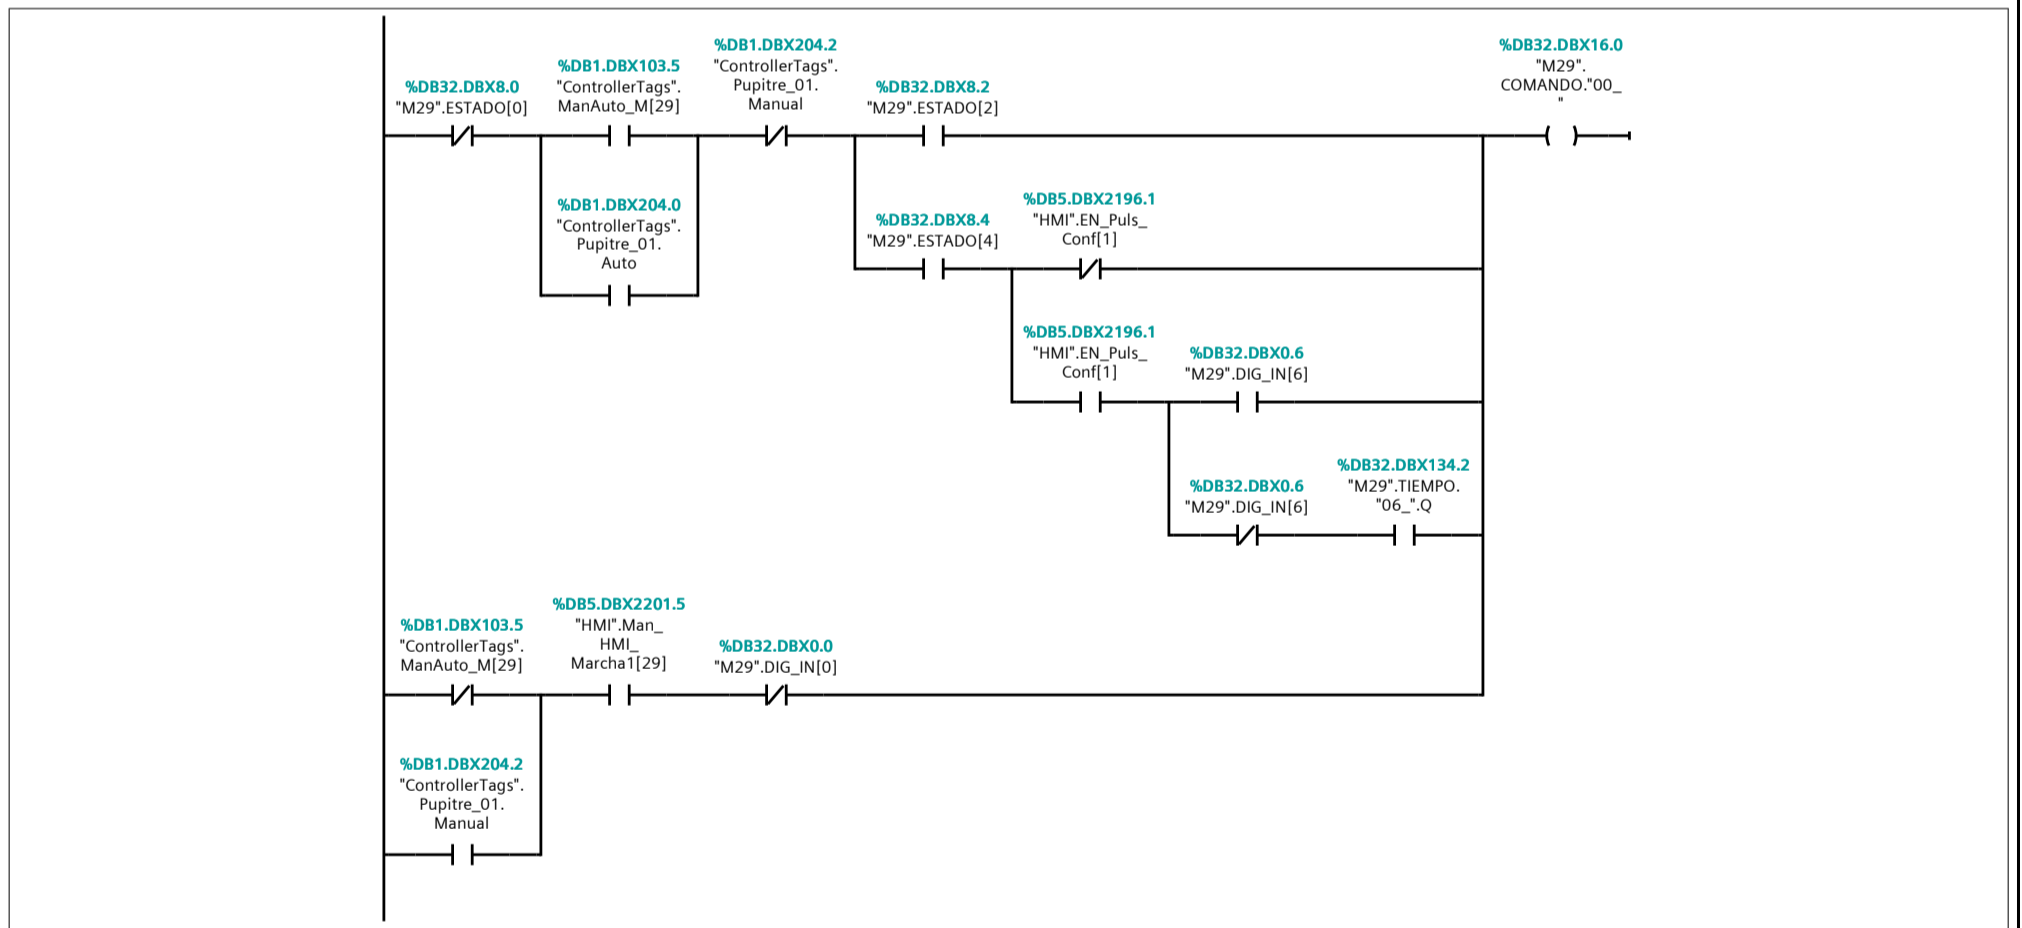 %DB32.DBX8.0
"M29".ESTADO[0]
%DB1.DBX103.5
"ControllerTags".
ManAuto_M[29]
%DB1.DBX204.2
"ControllerTags".
Pupitre_01.
Manual
%DB32.DBX8.2
"M29".ESTADO[2]
%DB32.DBX16.0
"M29".
COMANDO."00_
"
%DB1.DBX204.0
"ControllerTags".
Pupitre_01.
Auto
%DB32.DBX8.4
"M29".ESTADO[4]
%DB5.DBX2196.1
"HMI".EN_Puls_
Conf[1]
%DB5.DBX2196.1
"HMI".EN_Puls_
Conf[1]
%DB32.DBX0.6
"M29".DIG_IN[6]
%DB32.DBX0.6
"M29".DIG_IN[6]
%DB32.DBX134.2
"M29".TIEMPO.
"06_".Q
%DB1.DBX103.5
"ControllerTags".
ManAuto_M[29]
%DB5.DBX2201.5
"HMI".Man_
HMI_
Marcha1[29]
%DB32.DBX0.0
"M29".DIG_IN[0]
%DB1.DBX204.2
"ControllerTags".
Pupitre_01.
Manual